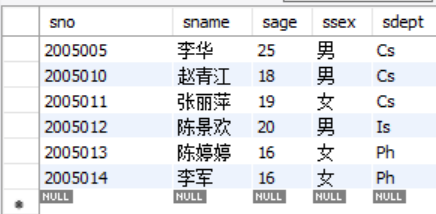 sno sname sage ssex sdept
2005005 李华 25 男 Cs
2005010 赵青江 18 男 Cs
2005011 张丽萍 19 女 Cs
2005012 陈景欢 20 男 Is
2005013 陈婷婷 16 女 Ph
2005014 李军 16 女 Ph
NULL NULL NULL NULL NULL